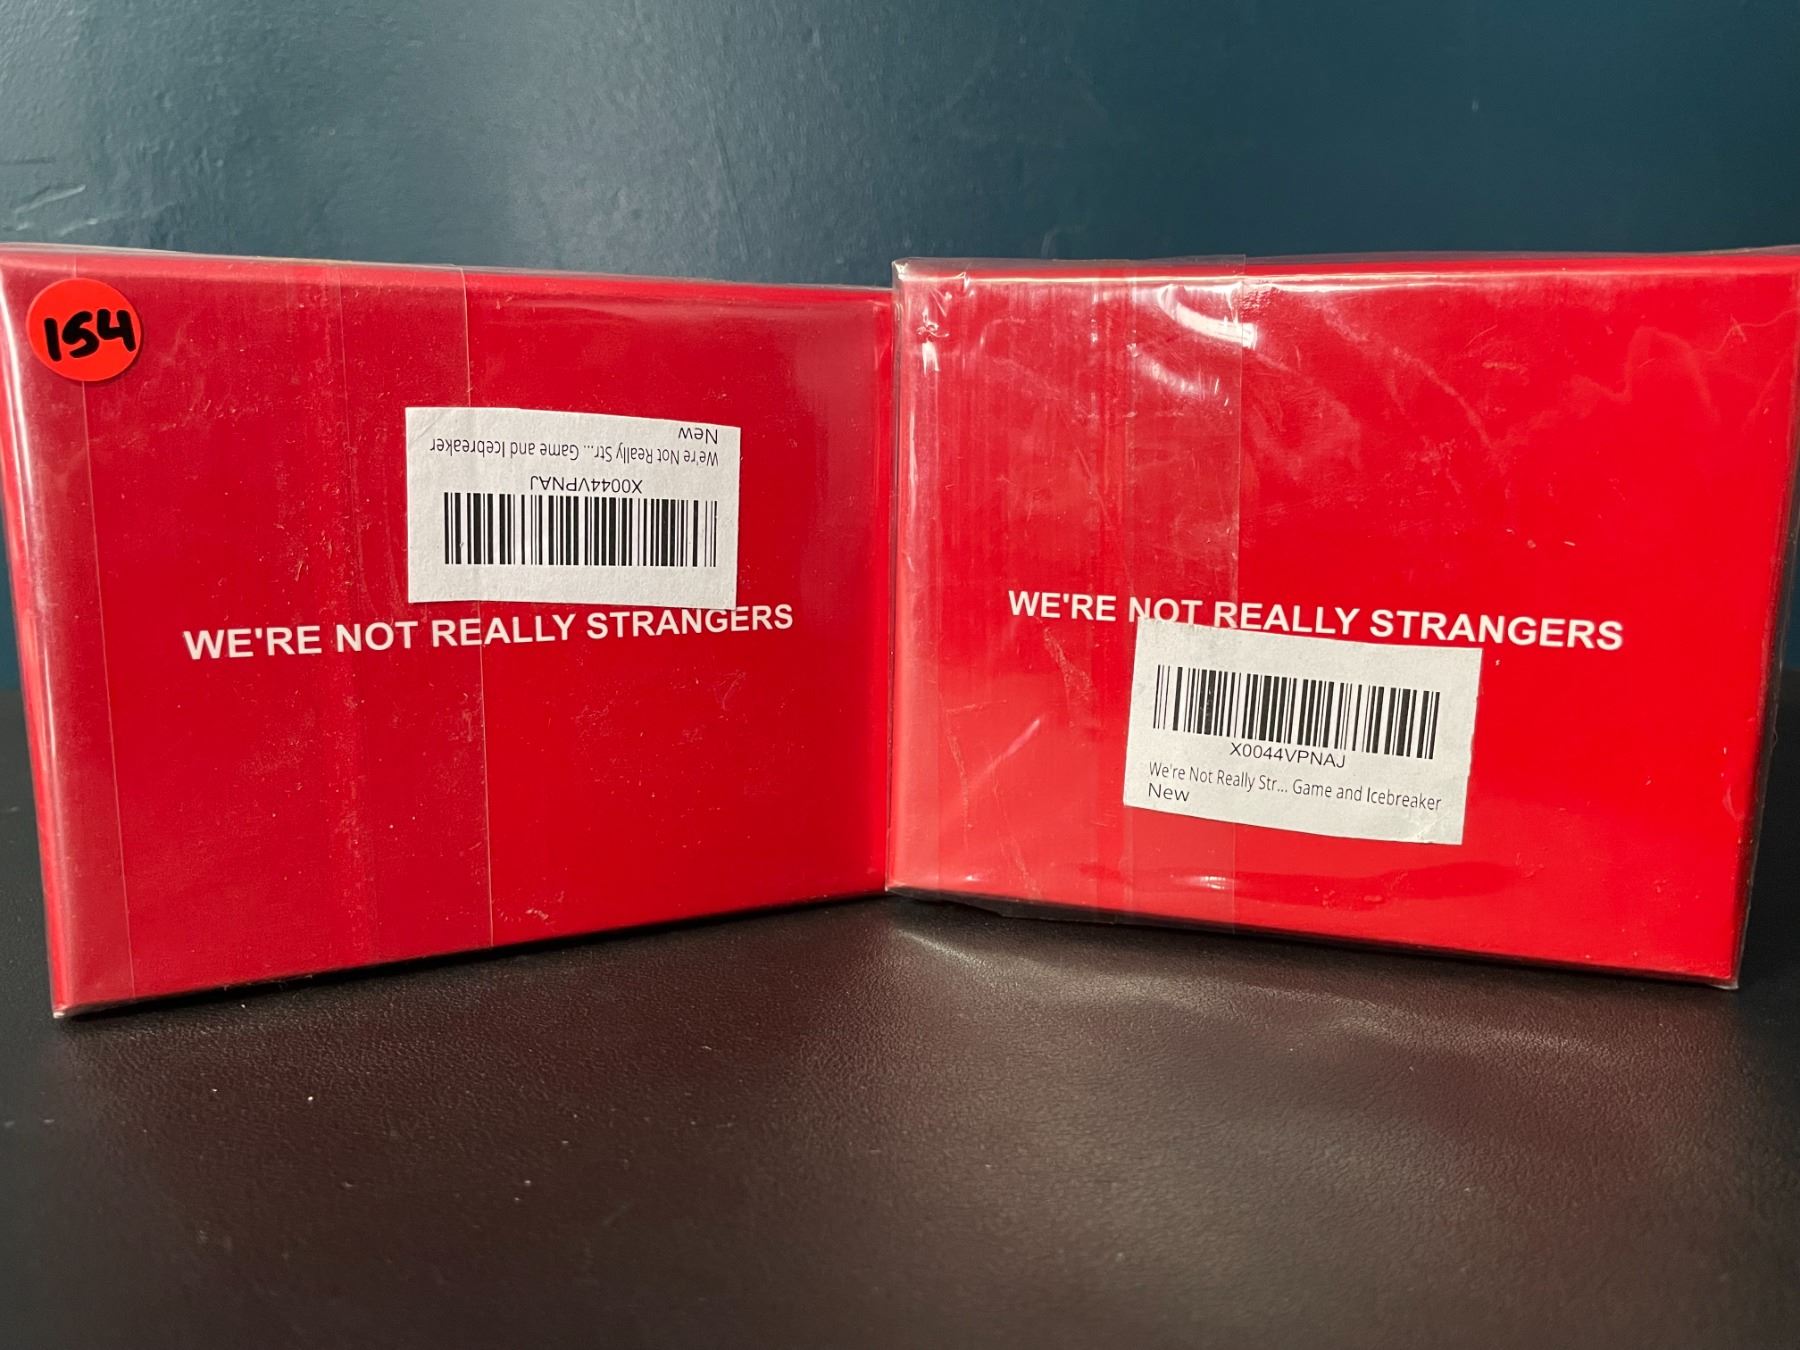 154
We're Not Really Str... Game and Icebreaker
New
X0044VPNAJ
WE'RE NOT REALLY STRANGERS
WE'RE NOT REALLY STRANGERS
X0044VPNAJ
We're Not Really Str... Game and Icebreaker
New